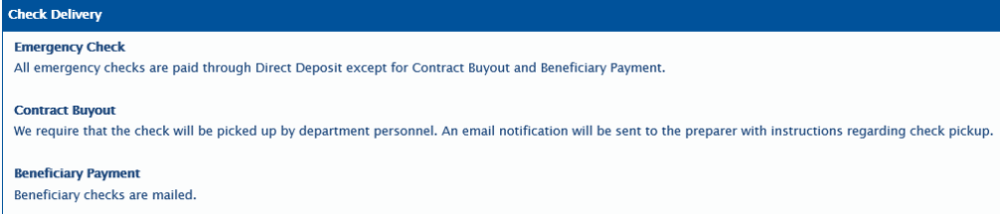 Check Delivery
Emergency Check
All emergency checks are paid through Direct Deposit except for Contract Buyout and Beneficiary Payment.
Contract Buyout
We require that the check will be picked up by department personnel. An email notification will be sent to the preparer with instructions regarding check pickup.
Beneficiary Payment
Beneficiary checks are mailed.